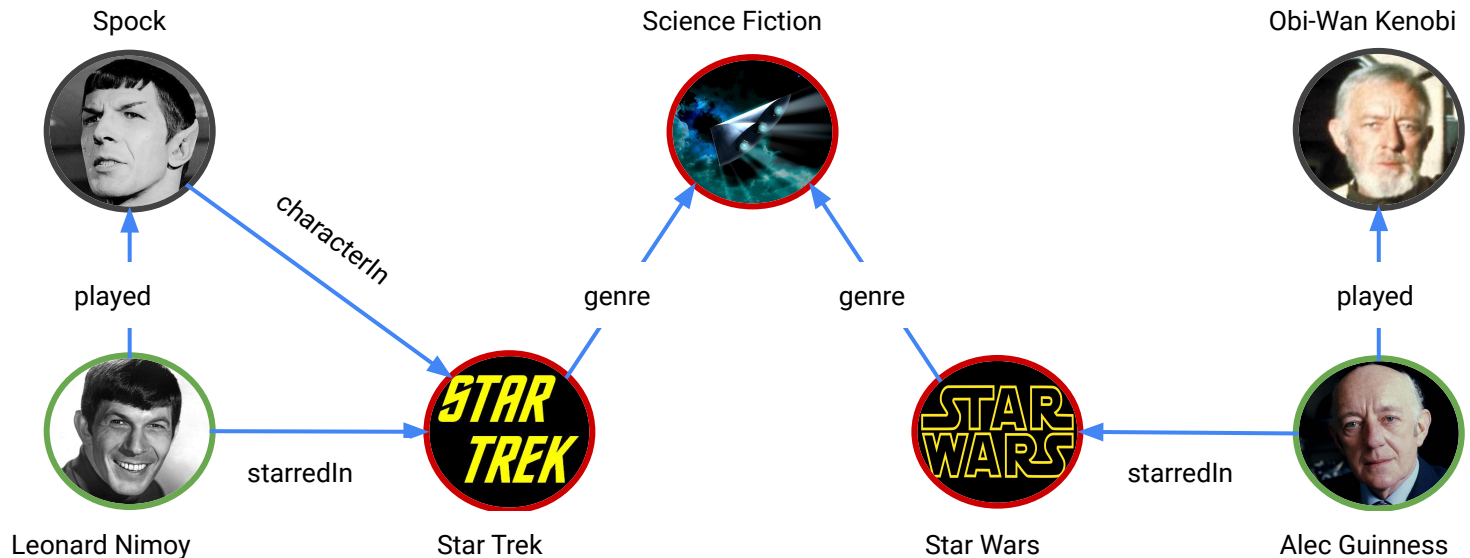 Spock
Science Fiction
Obi-Wan Kenobi
characterIn
played
genre
genre
played
STAR
TREK
STAR
WARS
starredIn
starredIn
Leonard Nimoy
Star Trek
Star Wars
Alec Guinness